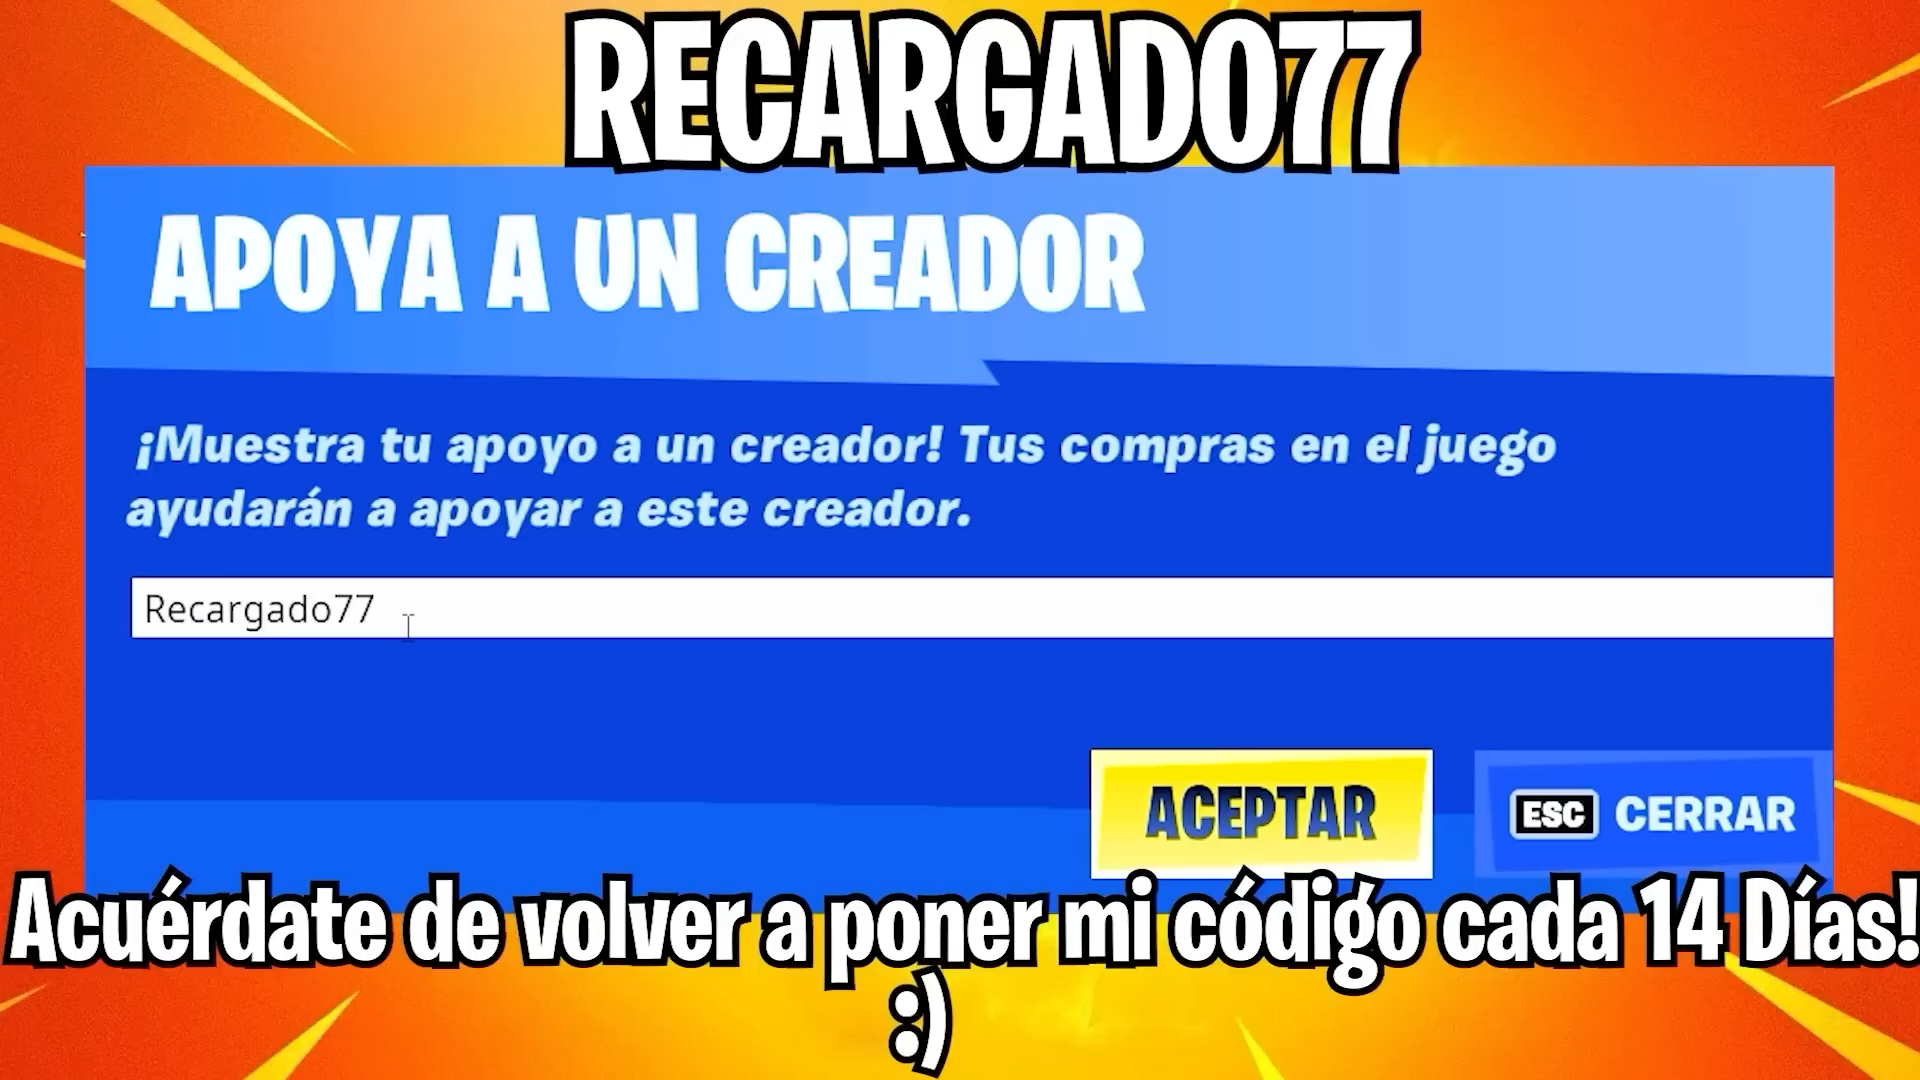 RECARGADO77
APOYA A UN CREADOR
¡Muestra tu apoyo a un creador! Tus compras en el juego
ayudarán a apoyar a este creador.
Recargado77
ACEPTAR
ESC CERRAR
Acuérdate de volver a poner mi código cada 14 Días!
:)